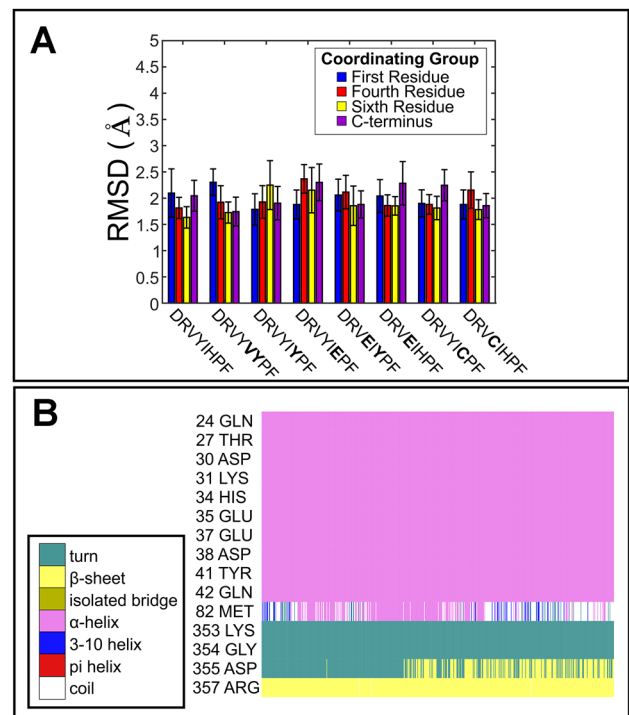 A
5
4.5
4
3.5
3
2.5
2
1.5
1
0.5
0
RMSD (Å)
Coordinating Group
First Residue
Fourth Residue
Sixth Residue
C-terminus
DRVYIHPF
DRVYVYPF
DRVYIYPF
DRVYIEPF
DRVEIYPF
DRVEIHPF
DRVYICPF
DRVCIHPF
B
24 GLN
27 THR
30 ASP
31 LYS
34 HIS
35 GLU
37 GLU
38 ASP
41 TYR
42 GLN
82 MET
353 LYS
354 GLY
355 ASP
357 ARG
turn
β-sheet
isolated bridge
α-helix
3-10 helix
pi helix
coil